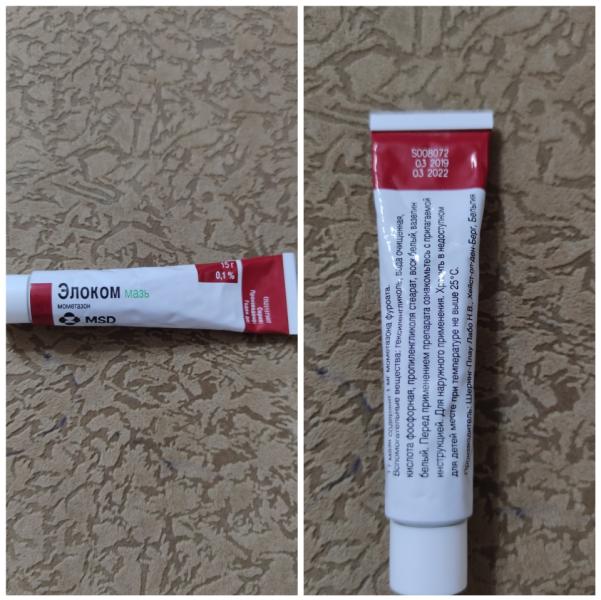 15 г
0,1 %
Элоком мазь
мометазон
MSD
S008072
03 2019
03 2022
мометазона фуроата.
Вспомогательные вещества: гексиленгликоль, вода очищенная,
кислота фосфорная, пропиленгликоля стеарат, воск белый, вазелин
белый. Перед применением препарата ознакомьтесь с прилагаемой
инструкцией. Для наружного применения. Хранить в недоступном
для детей месте при температуре не выше 25°C.
Производитель: Шеринг-Плау Лабо Н.В., Хейст-оп-ден-Берг, Бельгия